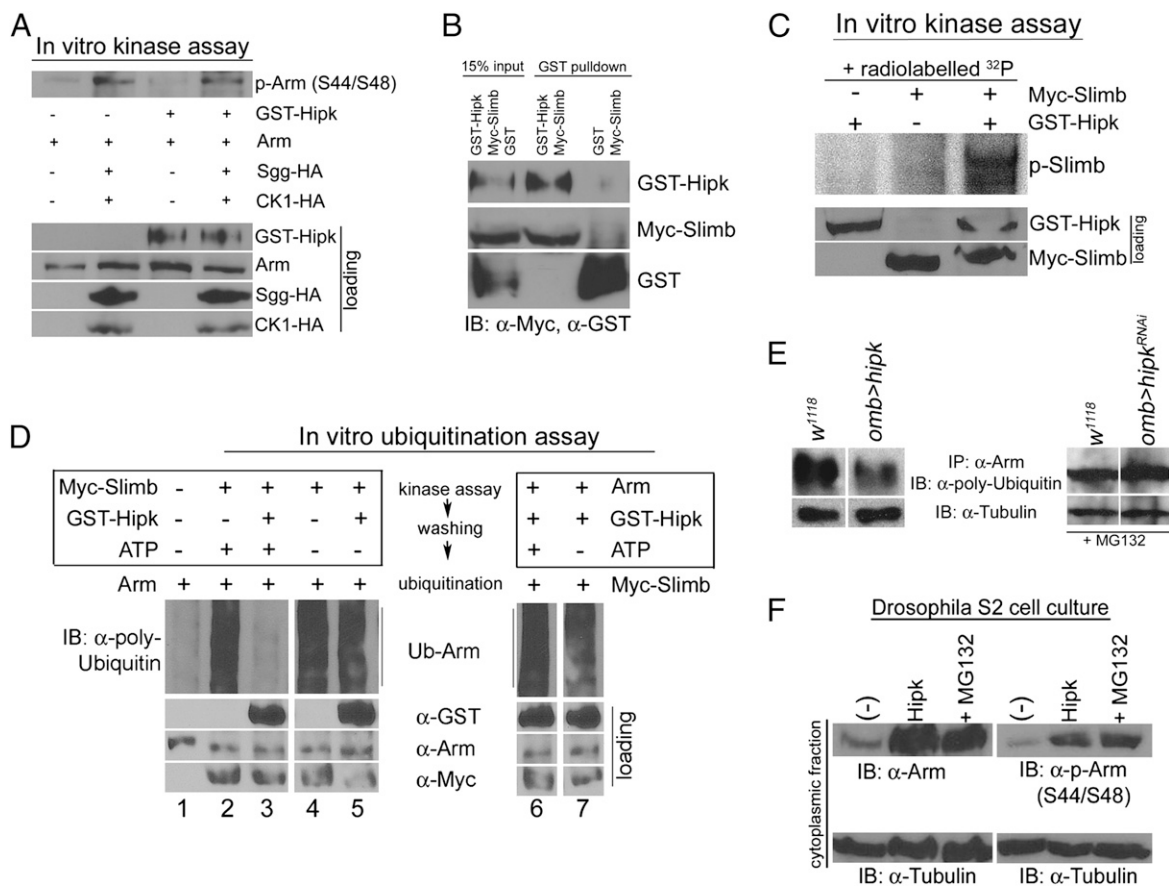 A
In vitro kinase assay
p-Arm (S44/S48)
- - + + GST-Hipk
+ + + + Arm
- + - + Sgg-HA
- + - + CK1-HA
GST-Hipk
Arm
Sgg-HA
CK1-HA
loading
B
15% input GST pulldown
GST-Hipk
Myc-Slimb
GST
GST-Hipk
Myc-Slimb
GST
Myc-Slimb
GST-Hipk
Myc-Slimb
GST
IB: α-Myc, α-GST
C
In vitro kinase assay
+ radiolabelled ³²P
- + + Myc-Slimb
+ - + GST-Hipk
p-Slimb
GST-Hipk
Myc-Slimb
loading
D
In vitro ubiquitination assay
Myc-Slimb - + + + + kinase assay + + Arm
GST-Hipk - - + - + washing + + GST-Hipk
ATP - + + - - + - ATP
Arm + + + + + ubiquitination + + Myc-Slimb
IB: α-poly-
Ubiquitin
Ub-Arm
α-GST
α-Arm
α-Myc
loading
1 2 3 4 5 6 7
E
w¹¹¹⁸
omb>hipk
w¹¹¹⁸
omb>hipkᴿᴺᴬⁱ
IP: α-Arm
IB: α-poly-Ubiquitin
IB: α-Tubulin
+ MG132
F
Drosophila S2 cell culture
(-)
Hipk
+ MG132
(-)
Hipk
+ MG132
cytoplasmic fraction
IB: α-Arm
IB: α-p-Arm
(S44/S48)
IB: α-Tubulin
IB: α-Tubulin